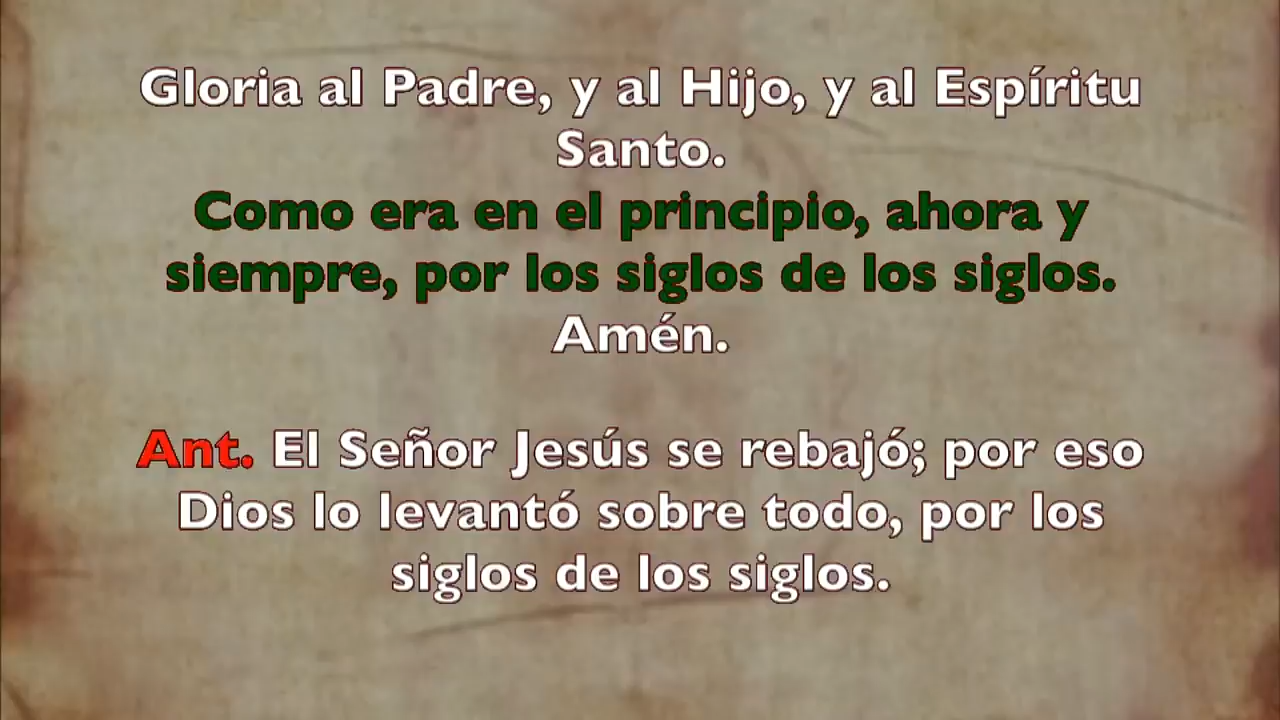 Gloria al Padre, y al Hijo, y al Espíritu
Santo.
Como era en el principio, ahora y
siempre, por los siglos de los siglos.
Amén.
Ant. El Señor Jesús se rebajó; por eso
Dios lo levantó sobre todo, por los
siglos de los siglos.